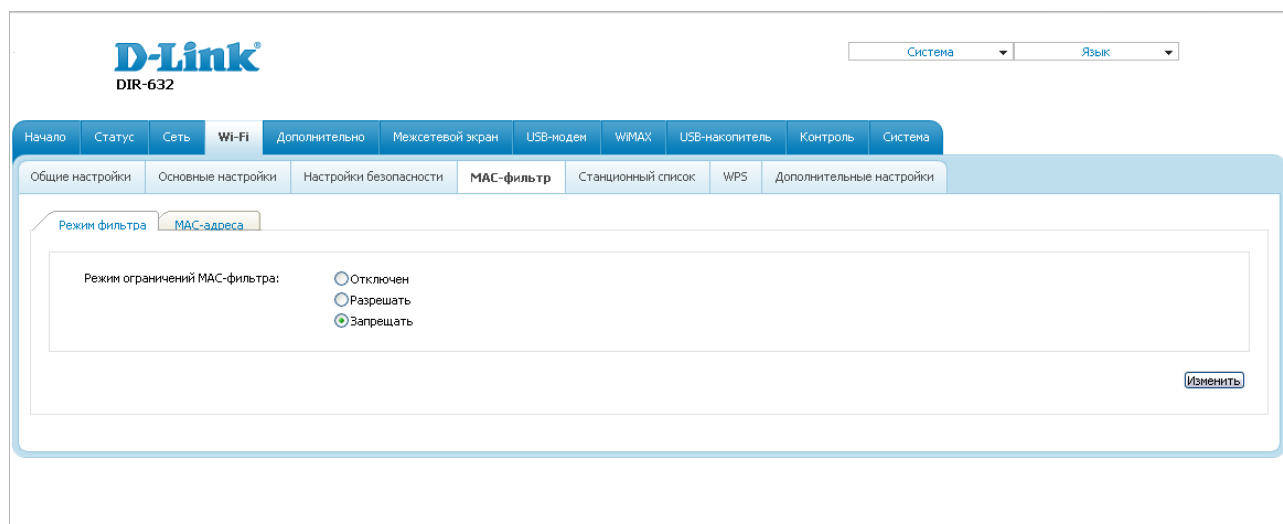 D-Link®
DIR-632
Система Язык
Начало Статус Сеть Wi-Fi Дополнительно Межсетевой экран USB-модем WiMAX USB-накопитель Контроль Система
Общие настройки Основные настройки Настройки безопасности MAC-фильтр Станционный список WPS Дополнительные настройки
Режим фильтра MAC-адреса
Режим ограничений MAC-фильтра:
Отключен
Разрешать
Запрещать
Изменить